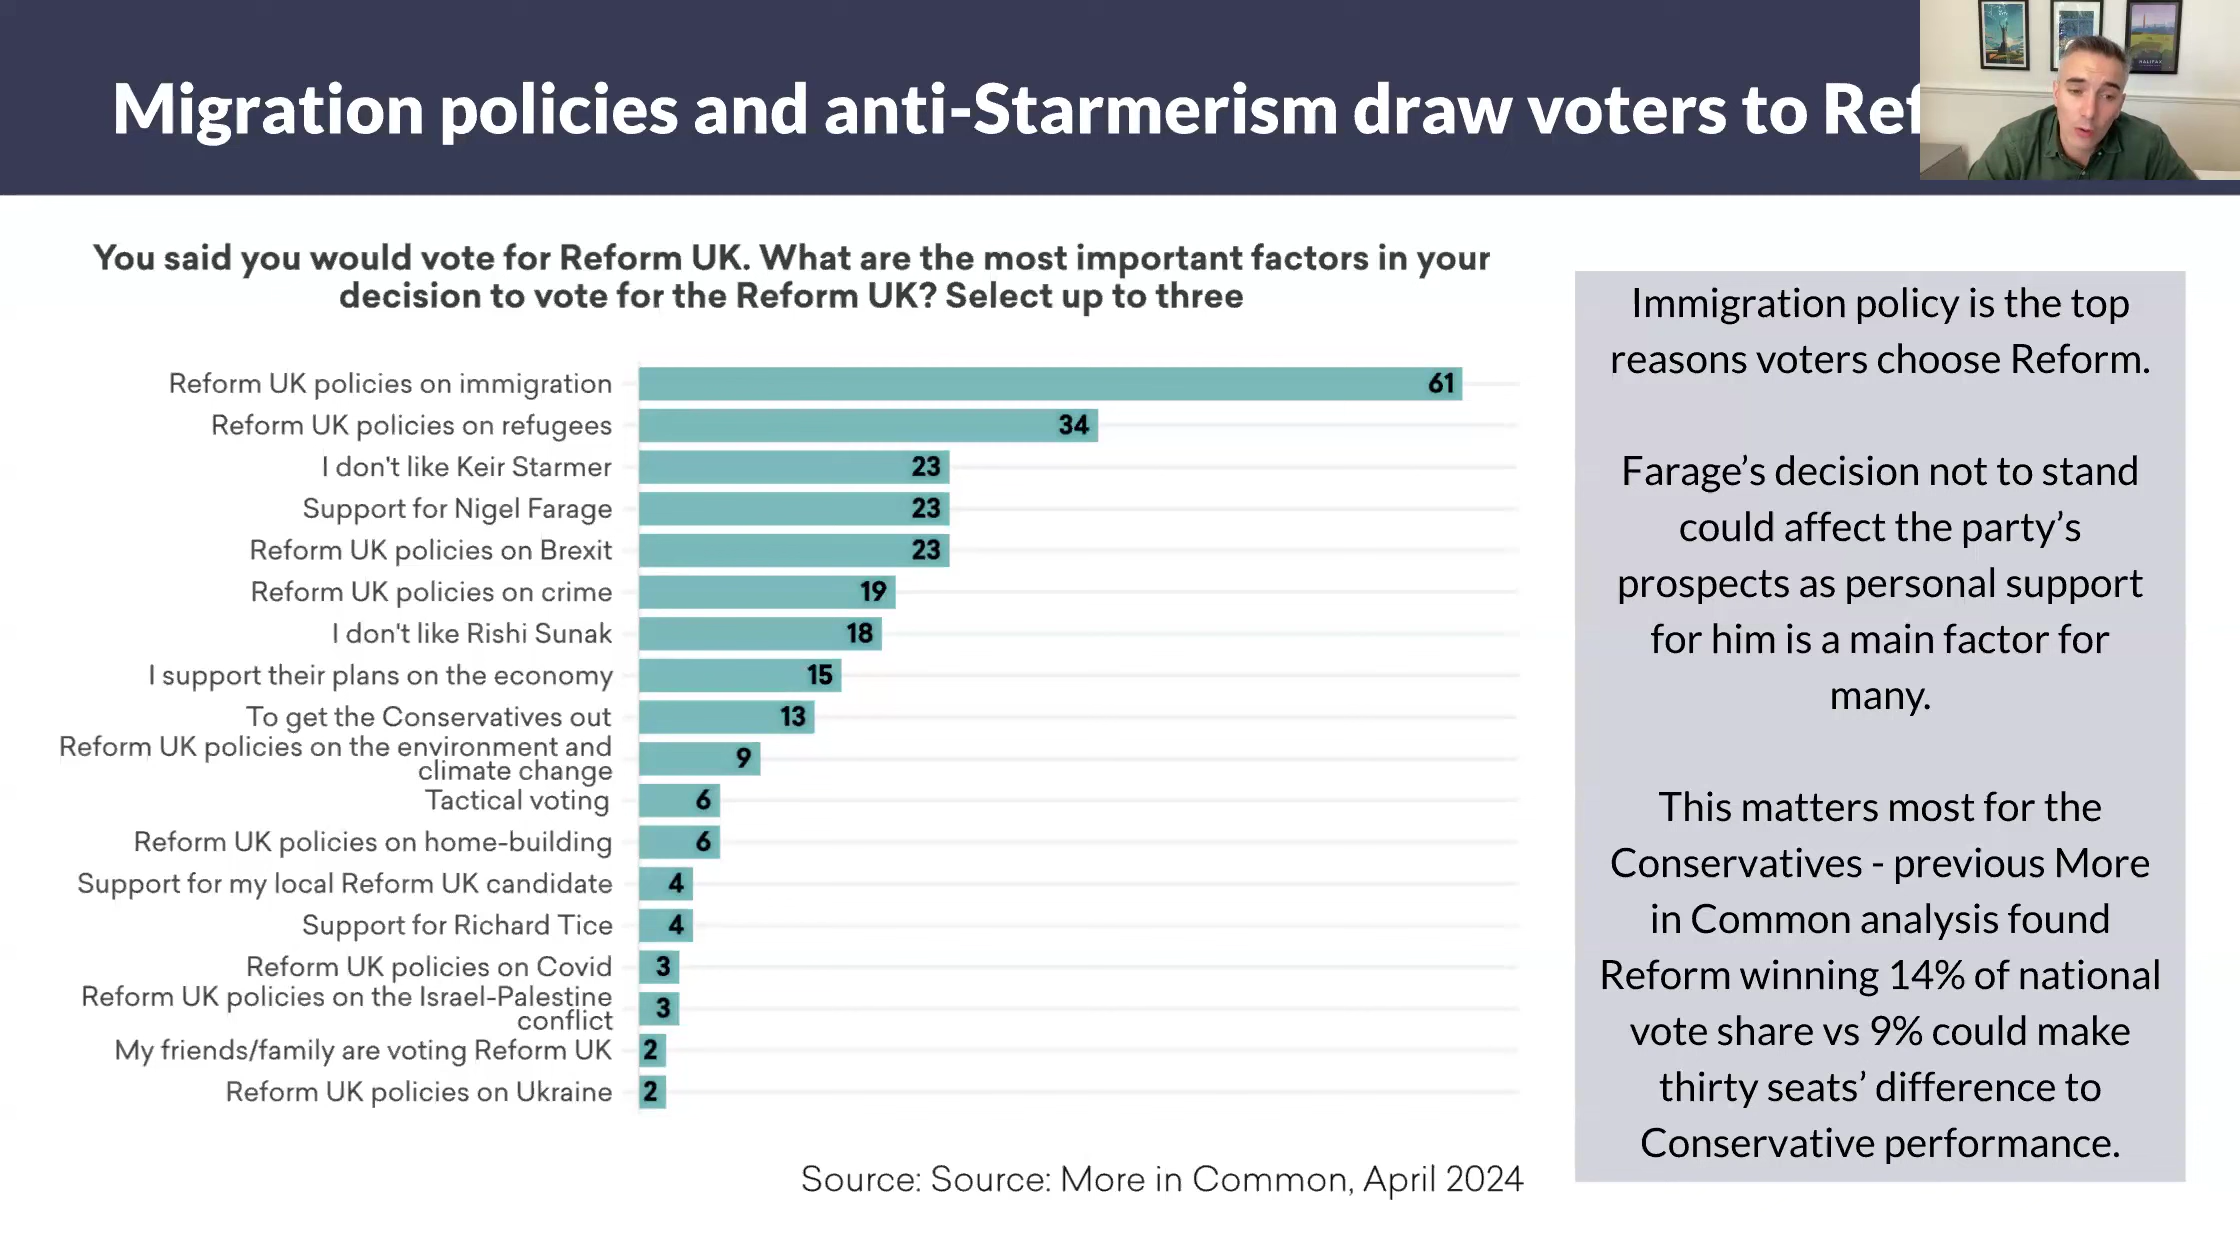 Migration policies and anti-Starmerism draw voters to Ref
HALIFAX
You said you would vote for Reform UK. What are the most important factors in your
decision to vote for the Reform UK? Select up to three
Reform UK policies on immigration 61
Reform UK policies on refugees 34
I don't like Keir Starmer 23
Support for Nigel Farage 23
Reform UK policies on Brexit 23
Reform UK policies on crime 19
I don't like Rishi Sunak 18
I support their plans on the economy 15
To get the Conservatives out 13
Reform UK policies on the environment and
climate change 9
Tactical voting 6
Reform UK policies on home-building 6
Support for my local Reform UK candidate 4
Support for Richard Tice 4
Reform UK policies on Covid 3
Reform UK policies on the Israel-Palestine
conflict 3
My friends/family are voting Reform UK 2
Reform UK policies on Ukraine 2
Source: Source: More in Common, April 2024
Immigration policy is the top
reasons voters choose Reform.
Farage’s decision not to stand
could affect the party’s
prospects as personal support
for him is a main factor for
many.
This matters most for the
Conservatives - previous More
in Common analysis found
Reform winning 14% of national
vote share vs 9% could make
thirty seats’ difference to
Conservative performance.